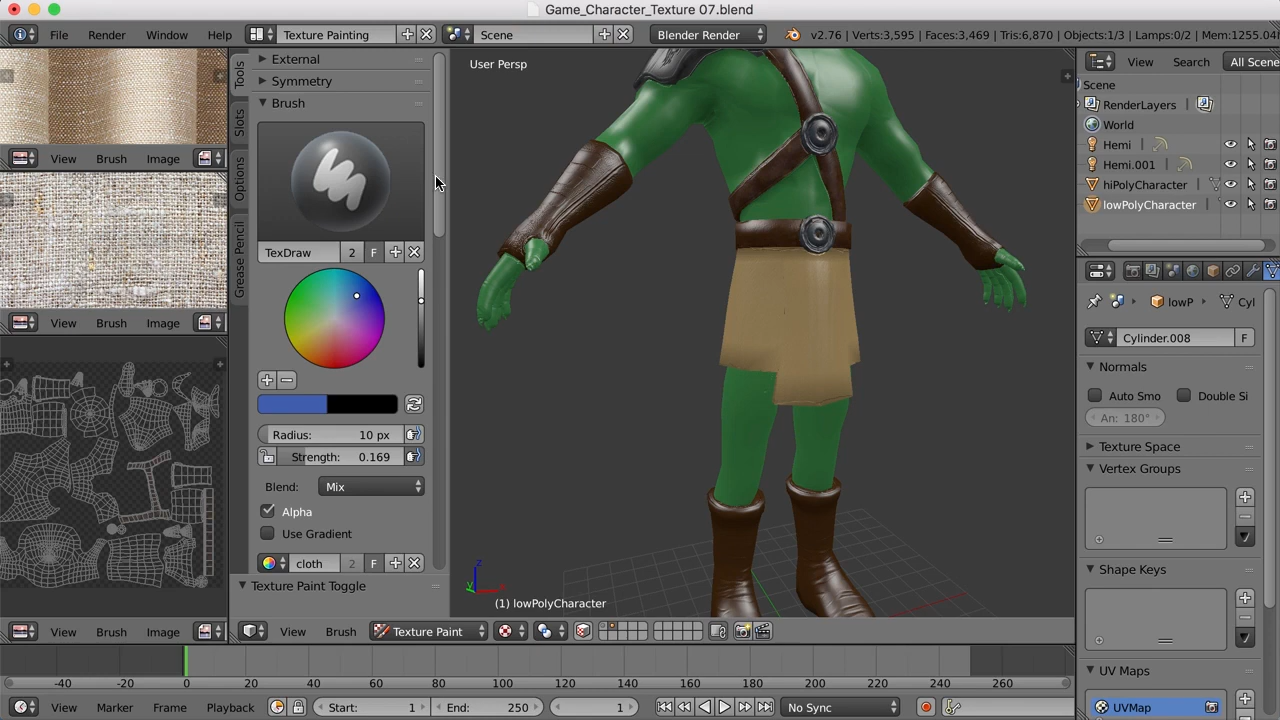 Game_Character_Texture 07.blend
File Render Window Help Texture Painting Scene Blender Render v2.76 | Verts:3,595 | Faces:3,469 | Tris:6,870 | Objects:1/3 | Lamps:0/2 | Mem:1255.04
View Brush Image
View Brush Image
View Brush Image
Tools
Slots
Options
Grease Pencil
External
Symmetry
Brush
TexDraw 2 F
Radius: 10 px
Strength: 0.169
Blend: Mix
Alpha
Use Gradient
cloth 2 F
Texture Paint Toggle
User Persp
z
y
(1) lowPolyCharacter
View Brush Texture Paint
View Search All Scene
Scene
RenderLayers
World
Hemi
Hemi.001
hiPolyCharacter
lowPolyCharacter
lowP Cyl
Cylinder.008 F
Normals
Auto Smo Double Si
An: 180°
Texture Space
Vertex Groups
Shape Keys
UV Maps
UVMap
-40 -20 0 20 40 60 80 100 120 140 160 180 200 220 240 260
View Marker Frame Playback Start: 1 End: 250 1 No Sync